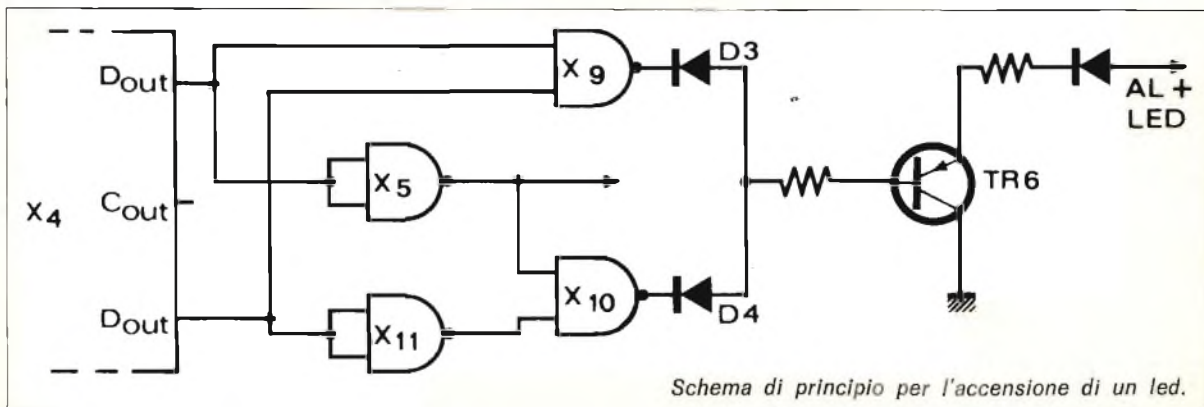 Dout
Cout
Dout
X4
X9
X5
X10
X11
D3
D4
TR6
AL +
LED
Schema di principio per l'accensione di un led.